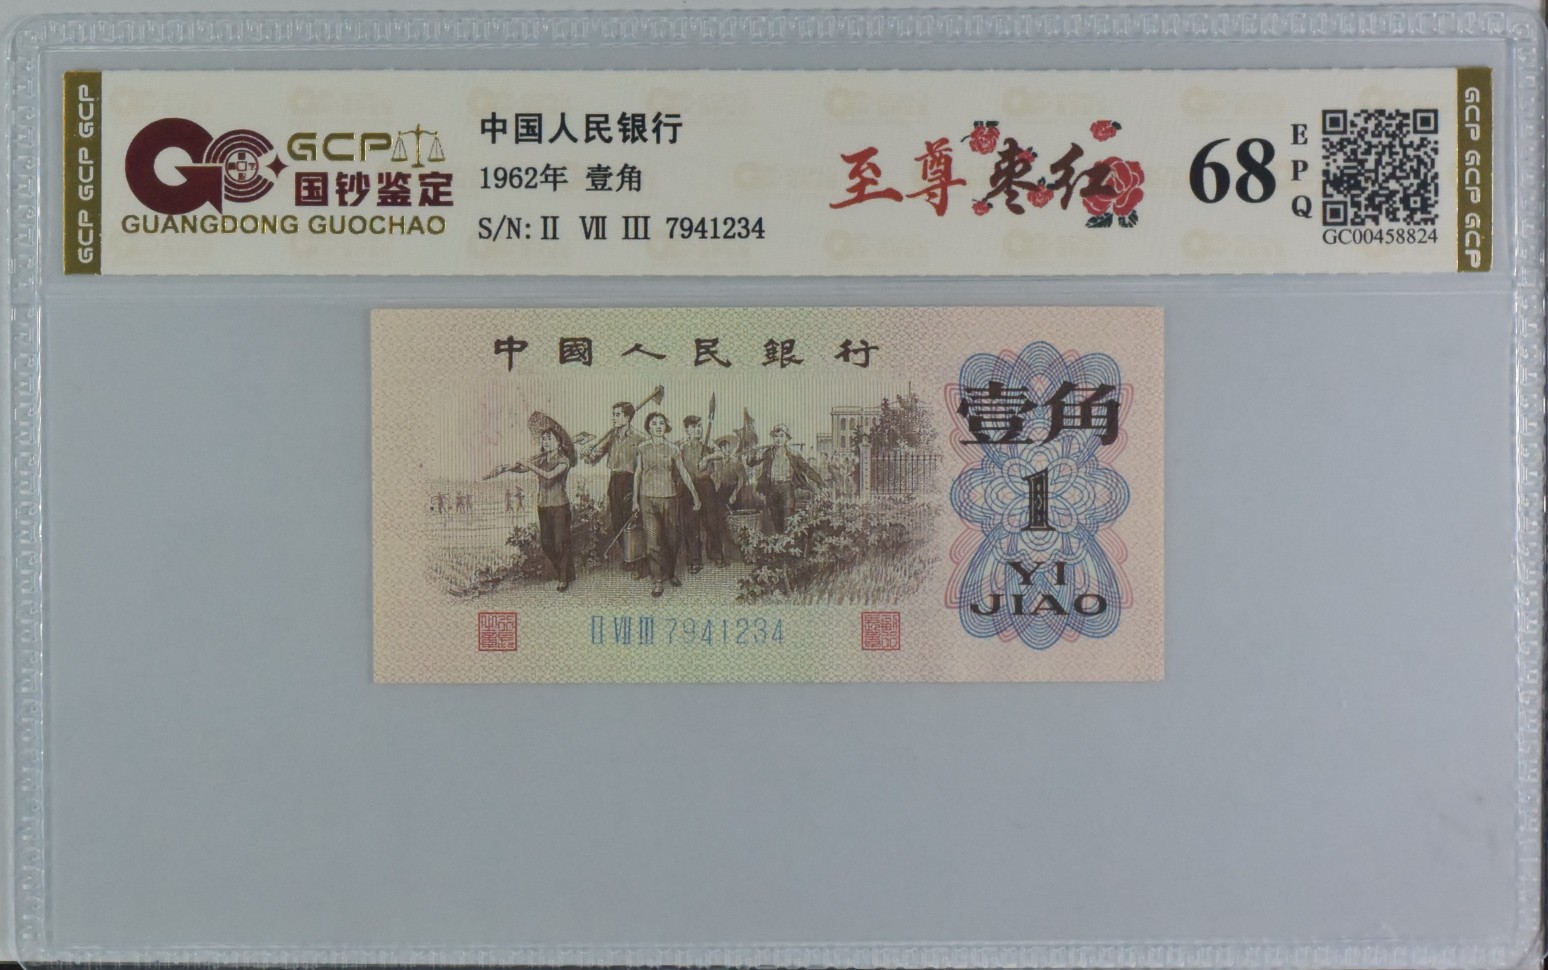 GCP GCP GCP
GCP
国钞鉴定
GUANGDONG GUOCHAO
中国人民银行
1962年 壹角
S/N: II VII III 7941234
至尊枣红
68
EPQ
GC00458824
GCP GCP GCP
中國人民銀行
壹角
1
YI
JIAO
II VII III 7941234